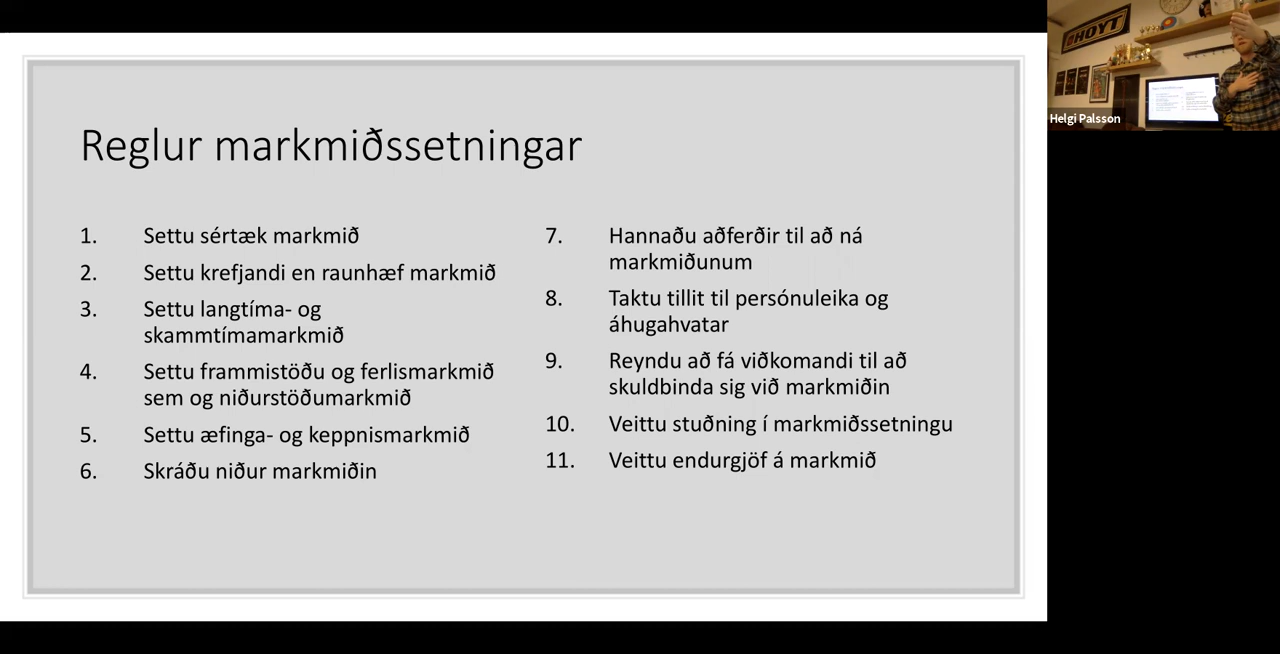 Reglur markmiðssetningar
1. Settu sértæk markmið
2. Settu krefjandi en raunhæf markmið
3. Settu langtíma- og
skammtímamarkmið
4. Settu frammistöðu og ferlismarkmið
sem og niðurstöðumarkmið
5. Settu æfinga- og keppnismarkmið
6. Skráðu niður markmiðin
7. Hannaðu aðferðir til að ná
markmiðunum
8. Taktu tillit til persónuleika og
áhugahvatar
9. Reyndu að fá viðkomandi til að
skuldbinda sig við markmiðin
10. Veittu stuðning í markmiðssetningu
11. Veittu endurgjöf á markmið
HOYT
Helgi Palsson